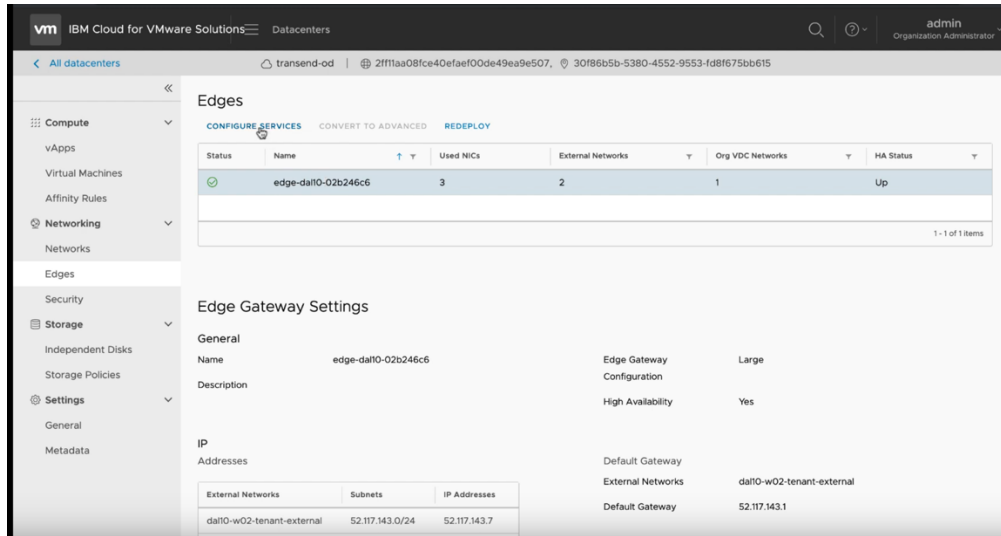 vm IBM Cloud for VMware Solutions Datacenters admin
Organization Administrator
All datacenters transend-od | 2ff11aa08fce40efaef00de49ea9e507, 30f86b5b-5380-4552-9553-fd8f675bb615
Compute
vApps
Virtual Machines
Affinity Rules
Networking
Networks
Edges
Security
Storage
Independent Disks
Storage Policies
Settings
General
Metadata
Edges
CONFIGURE SERVICES CONVERT TO ADVANCED REDEPLOY
Status Name Used NICs External Networks Org VDC Networks HA Status
edge-dal10-02b246c6 3 2 1 Up
1 - 1 of 1 items
Edge Gateway Settings
General
Name edge-dal10-02b246c6
Description
Edge Gateway Configuration Large
High Availability Yes
IP
Addresses
External Networks Subnets IP Addresses
dal10-w02-tenant-external 52.117.143.0/24 52.117.143.7
Default Gateway
External Networks dal10-w02-tenant-external
Default Gateway 52.117.143.1